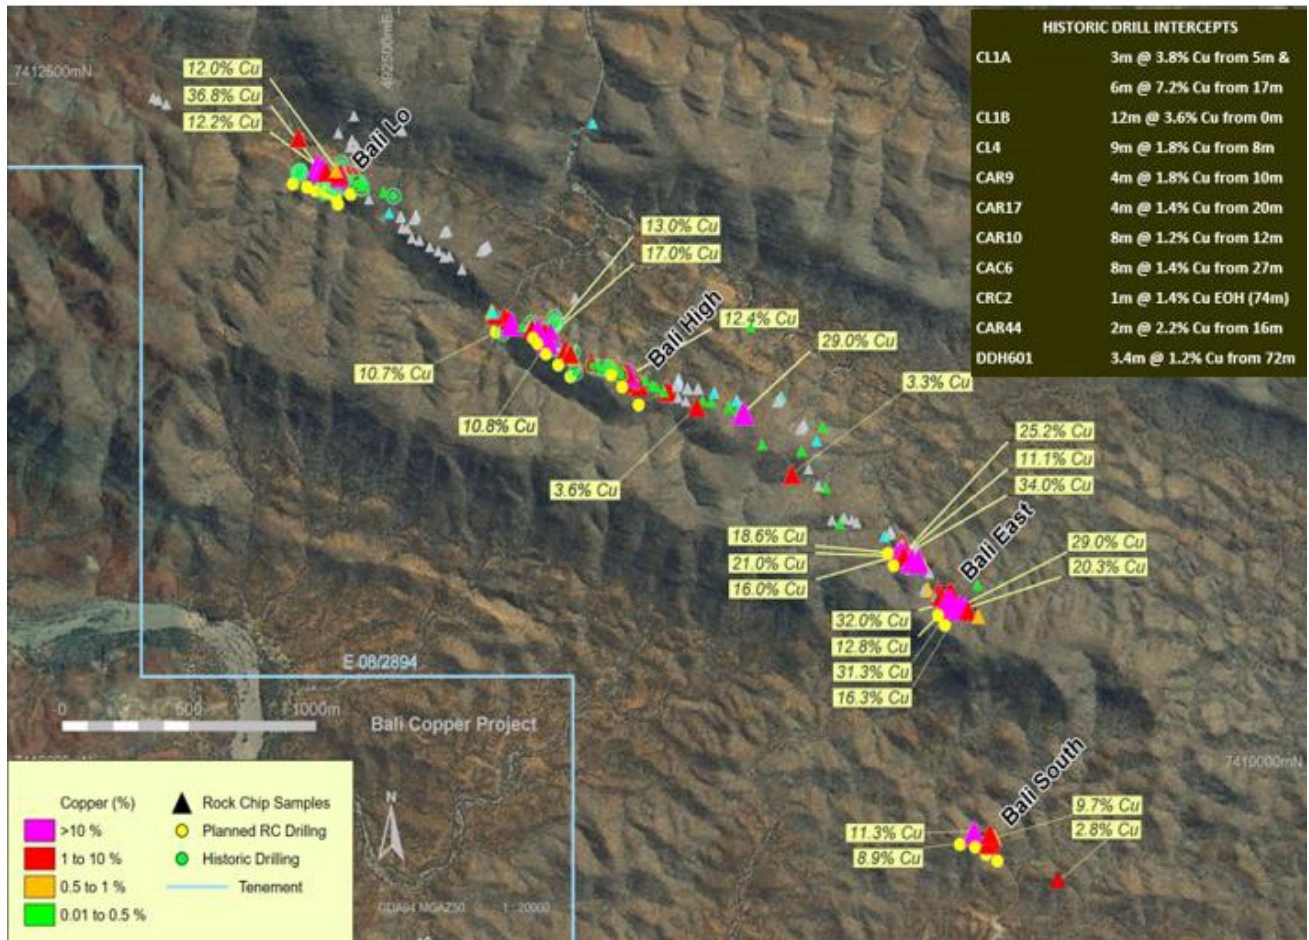 HISTORIC DRILL INTERCEPTS
CL1A 3m @ 3.8% Cu from 5m &
6m @ 7.2% Cu from 17m
CL1B 12m @ 3.6% Cu from 0m
CL4 9m @ 1.8% Cu from 8m
CAR9 4m @ 1.8% Cu from 10m
CAR17 4m @ 1.4% Cu from 20m
CAR10 8m @ 1.2% Cu from 12m
CAC6 8m @ 1.4% Cu from 27m
CRC2 1m @ 1.4% Cu EOH (74m)
CAR44 2m @ 2.2% Cu from 16m
DDH601 3.4m @ 1.2% Cu from 72m
7412500mN
12.0% Cu
36.8% Cu
12.2% Cu
Bali Lo
13.0% Cu
17.0% Cu
Bali High
12.4% Cu
29.0% Cu
10.7% Cu
3.3% Cu
10.8% Cu
3.6% Cu
25.2% Cu
11.1% Cu
34.0% Cu
18.6% Cu
21.0% Cu
16.0% Cu
Bali East
29.0% Cu
20.3% Cu
32.0% Cu
12.8% Cu
31.3% Cu
16.3% Cu
E 08/2894
0 500 1000m
Bali Copper Project
7410000mN
Bali South
9.7% Cu
2.8% Cu
11.3% Cu
8.9% Cu
Copper (%)
>10 %
1 to 10 %
0.5 to 1 %
0.01 to 0.5 %
Rock Chip Samples
Planned RC Drillng
Historic Drilling
Tenement
N
GDA94 MGAZ50 1 : 20000